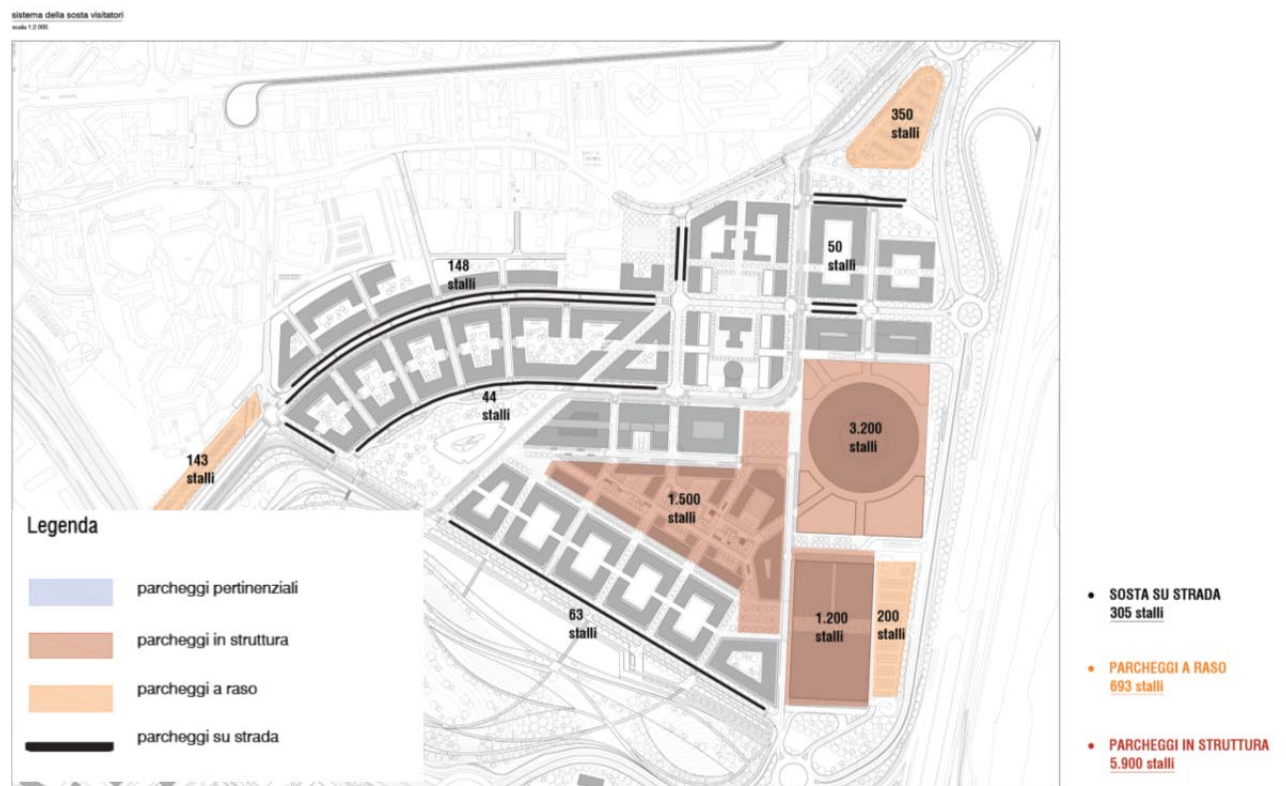 sistema della sosta visitatori
scala 1:2 000
350
stalli
50
stalli
148
stalli
44
stalli
143
stalli
3.200
stalli
1.500
stalli
63
stalli
1.200
stalli
200
stalli
Legenda
parcheggi pertinenziali
parcheggi in struttura
parcheggi a raso
parcheggi su strada
• SOSTA SU STRADA
305 stalli
• PARCHEGGI A RASO
693 stalli
• PARCHEGGI IN STRUTTURA
5.900 stalli